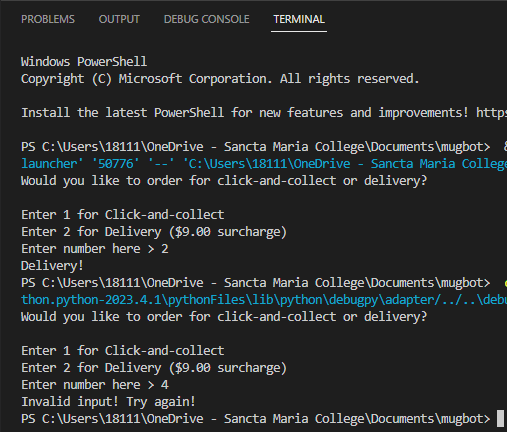 PROBLEMS OUTPUT DEBUG CONSOLE TERMINAL
Windows PowerShell
Copyright (C) Microsoft Corporation. All rights reserved.
Install the latest PowerShell for new features and improvements! http
PS C:\Users\18111\OneDrive - Sancta Maria College\Documents\mugbot> &
launcher' '50776' '--' 'C:\Users\18111\OneDrive - Sancta Maria College
Would you like to order for click-and-collect or delivery?
Enter 1 for Click-and-collect
Enter 2 for Delivery ($9.00 surcharge)
Enter number here > 2
Delivery!
PS C:\Users\18111\OneDrive - Sancta Maria College\Documents\mugbot> c
thon.python-2023.4.1\pythonFiles\lib\python\debugpy\adapter/../..\deb
Would you like to order for click-and-collect or delivery?
Enter 1 for Click-and-collect
Enter 2 for Delivery ($9.00 surcharge)
Enter number here > 4
Invalid input! Try again!
PS C:\Users\18111\OneDrive - Sancta Maria College\Documents\mugbot>